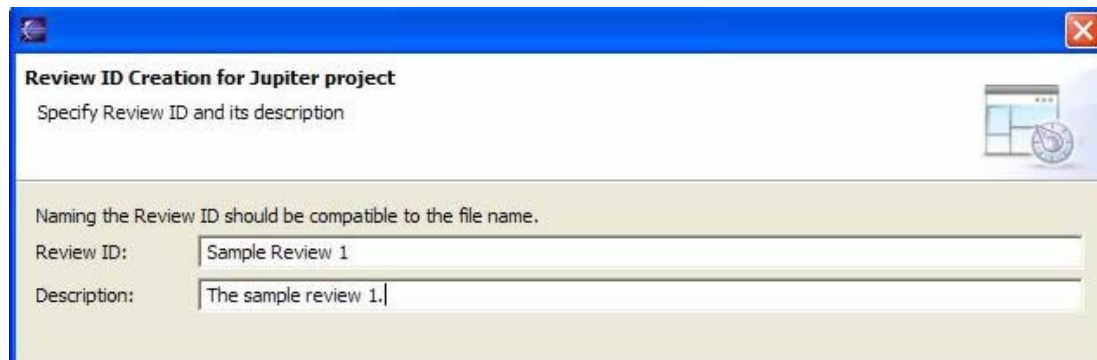 Review ID Creation for Jupiter project
Specify Review ID and its description
Naming the Review ID should be compatible to the file name.
Review ID: Sample Review 1
Description: The sample review 1.